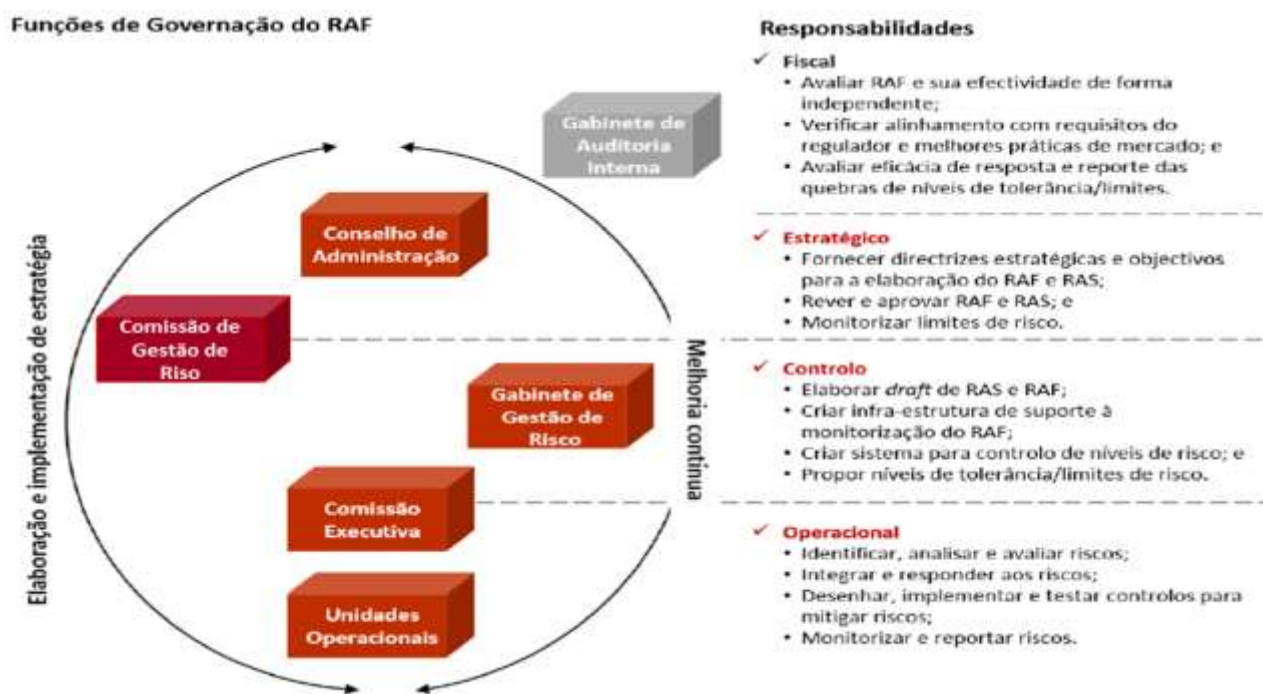 Funções de Governação do RAF
Elaboração e implementação de estratégia
Gabinete de
Auditoria
Interna
Conselho de
Administração
Comissão de
Gestão de
Riso
Gabinete de
Gestão de
Risco
Comissão
Executiva
Unidades
Operacionais
Melhoria contínua
Responsabilidades
✓ Fiscal
• Avaliar RAF e sua efectividade de forma
independente;
• Verificar alinhamento com requisitos do
regulador e melhores práticas de mercado; e
• Avaliar eficácia de resposta e reporte das
quebras de níveis de tolerância/limites.
✓ Estratégico
• Fornecer directrizes estratégicas e objectivos
para a elaboração do RAF e RAS;
• Rever e aprovar RAF e RAS; e
• Monitorizar limites de risco.
✓ Controlo
• Elaborar draft de RAS e RAF;
• Criar infra-estrutura de suporte à
monitorização do RAF;
• Criar sistema para controlo de níveis de risco; e
• Propor níveis de tolerância/limites de risco.
✓ Operacional
• Identificar, analisar e avaliar riscos;
• Integrar e responder aos riscos;
• Desenhar, implementar e testar controlos para
mitigar riscos;
• Monitorizar e reportar riscos.